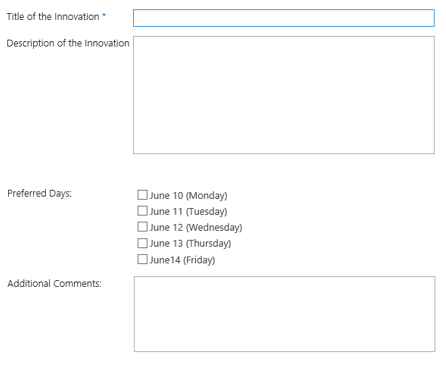 Title of the Innovation *
Description of the Innovation
Preferred Days:
June 10 (Monday)
June 11 (Tuesday)
June 12 (Wednesday)
June 13 (Thursday)
June14 (Friday)
Additional Comments: